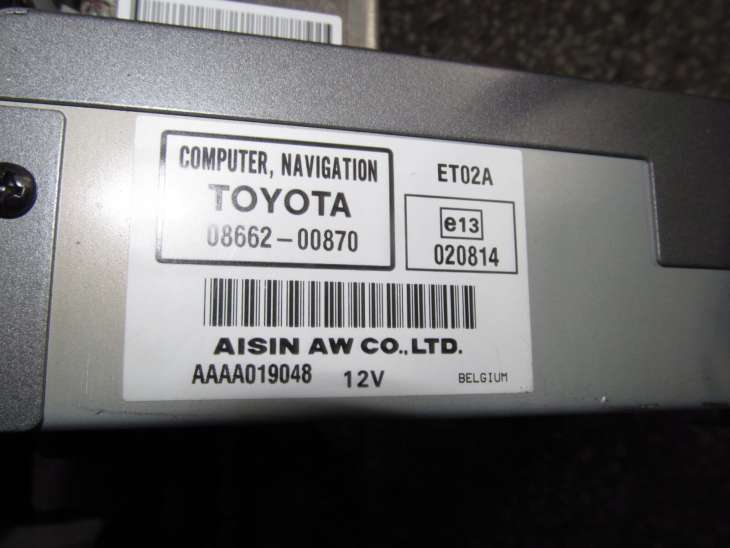 COMPUTER, NAVIGATION
TOYOTA
08662-00870
ET02A
e13
020814
AISIN AW CO.,LTD.
AAAA019048 12V BELGIUM